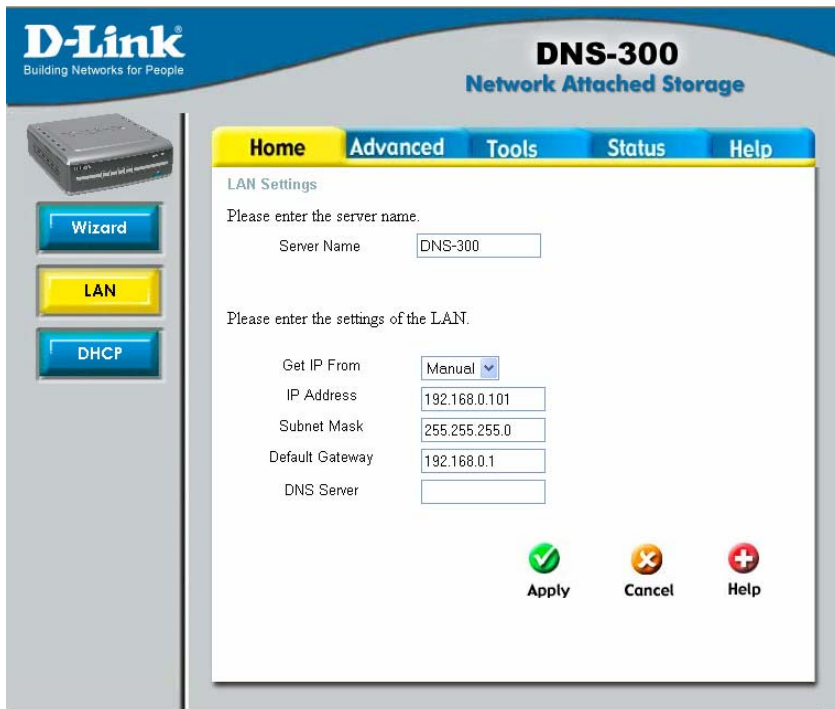 D-Link®
Building Networks for People
DNS-300
Network Attached Storage
Home Advanced Tools Status Help
Wizard
LAN
DHCP
LAN Settings
Please enter the server name.
Server Name DNS-300
Please enter the settings of the LAN.
Get IP From Manual
IP Address 192.168.0.101
Subnet Mask 255.255.255.0
Default Gateway 192.168.0.1
DNS Server
Apply Cancel Help